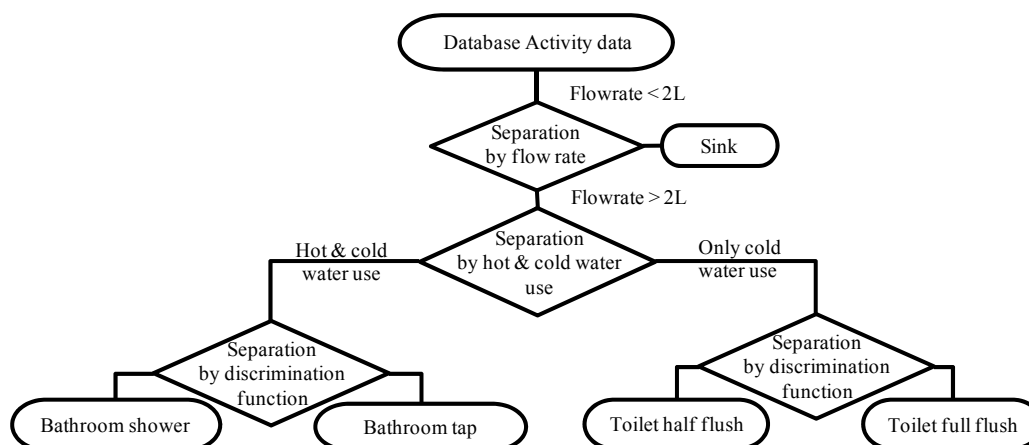 Database Activity data
Flowrate < 2L
Separation
by flow rate
Sink
Flowrate > 2L
Separation
by hot & cold water
use
Hot & cold
water use
Only cold
water use
Separation
by discrimination
function
Separation
by discrimination
function
Bathroom shower
Bathroom tap
Toilet half flush
Toilet full flush